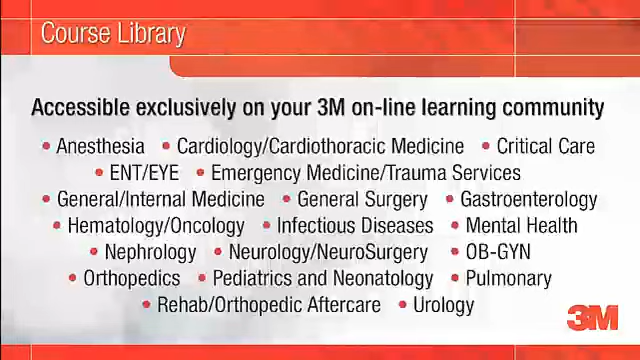 Course Library
Accessible exclusively on your 3M on-line learning community
• Anesthesia • Cardiology/Cardiothoracic Medicine • Critical Care
• ENT/EYE • Emergency Medicine/Trauma Services
• General/Internal Medicine • General Surgery • Gastroenterology
• Hematology/Oncology • Infectious Diseases • Mental Health
• Nephrology • Neurology/NeuroSurgery • OB-GYN
• Orthopedics • Pediatrics and Neonatology • Pulmonary
• Rehab/Orthopedic Aftercare • Urology
3M